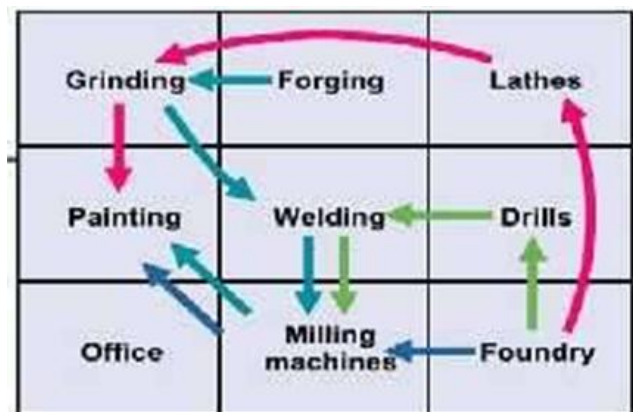 Grinding Forging Lathes
Painting Welding Drills
Office Milling machines Foundry